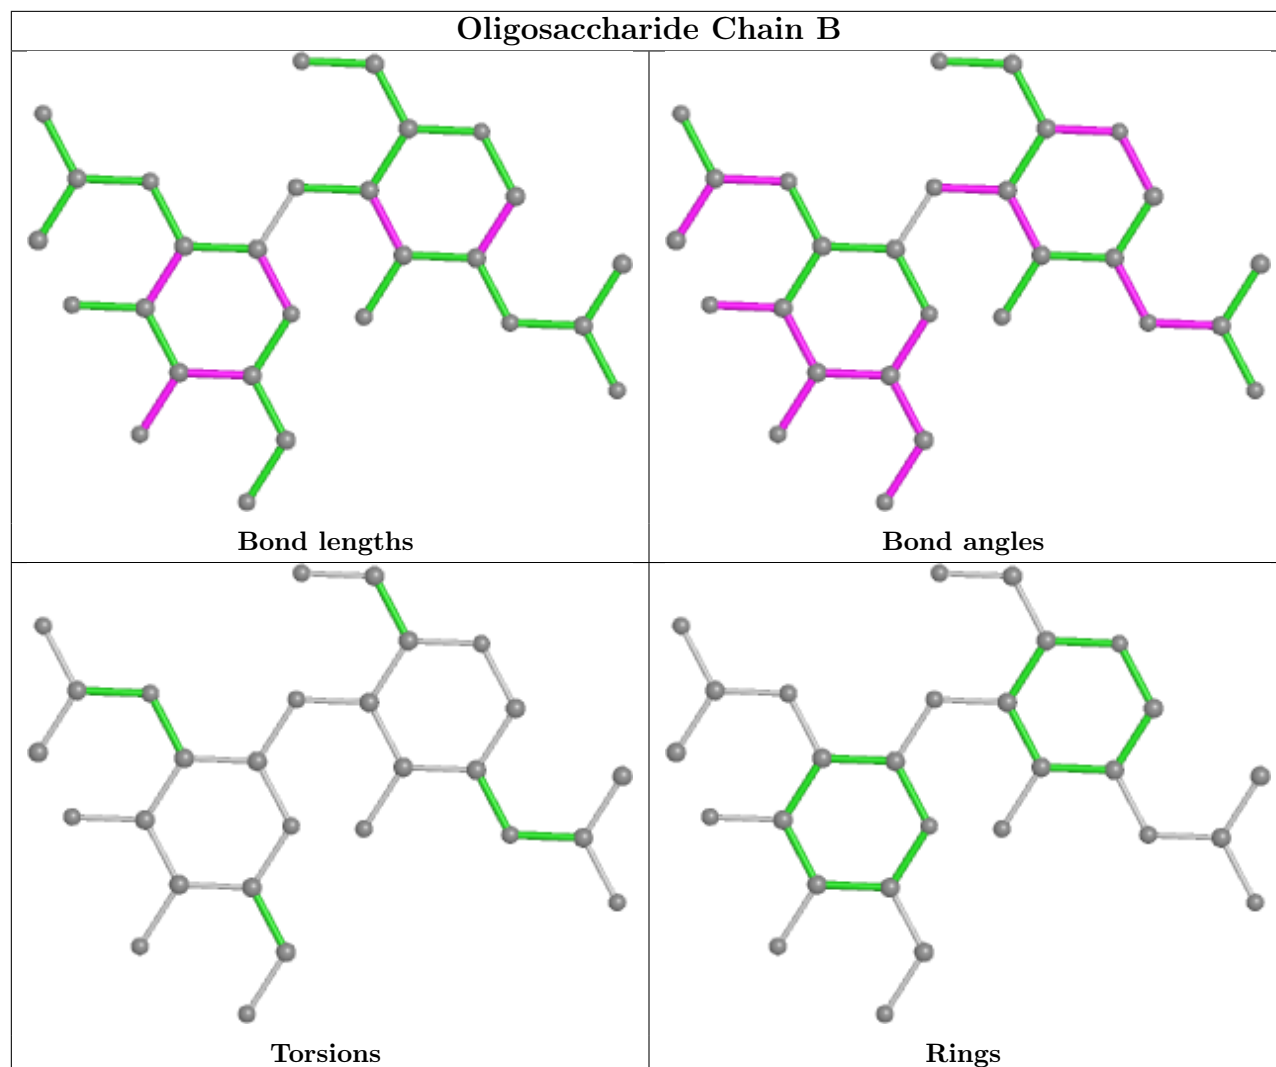 Oligosaccharide Chain B
Bond lengths
Bond angles
Torsions
Rings